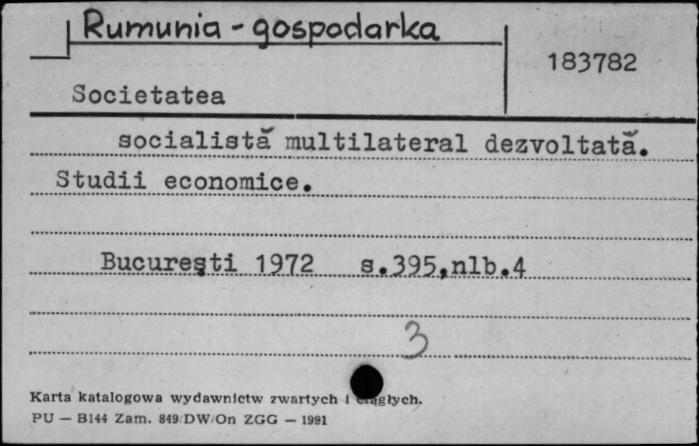 Rumunia - gospodarka
183782
Societatea
socialistă multilateral dezvoltată.
Studii economice.
București 1972 s.395,nlb.4
3
Karta katalogowa wydawnictw zwartych i ciągłych.
PU — B144 Zam. 849/DW/On ZGG — 1991